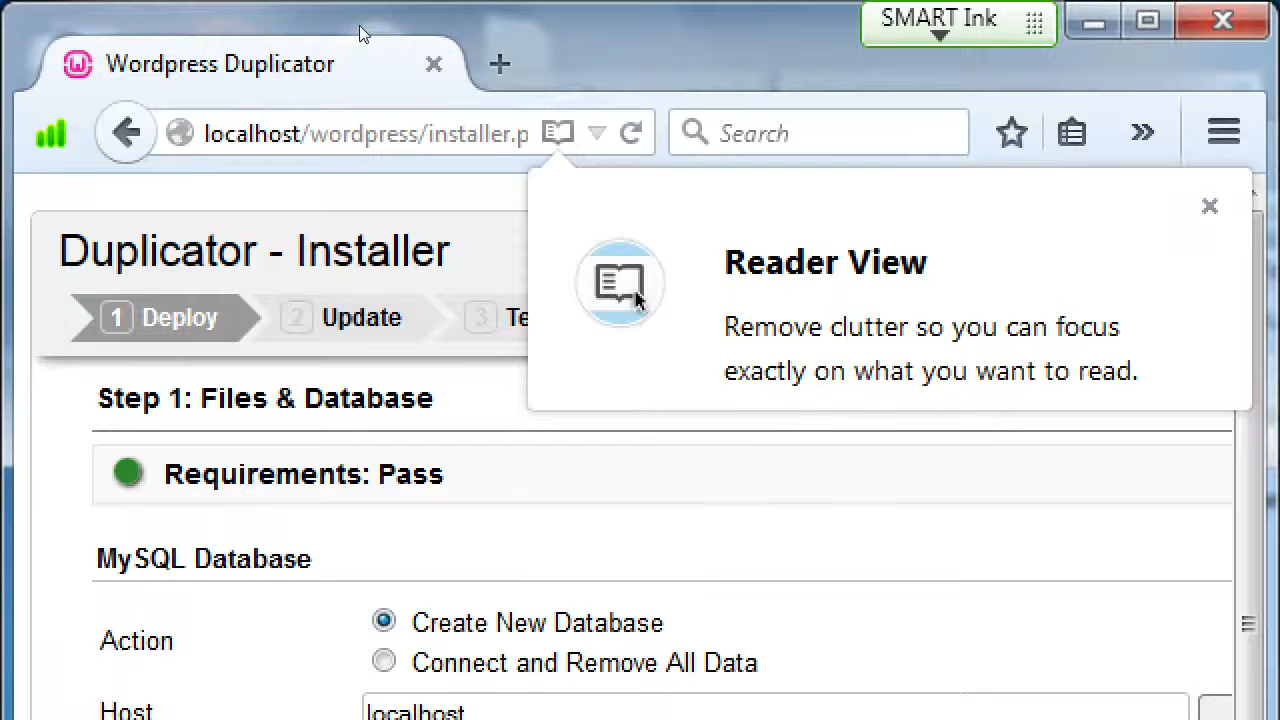 SMART Ink
Wordpress Duplicator
localhost/wordpress/installer.p
Search
Duplicator - Installer
Reader View
Remove clutter so you can focus
exactly on what you want to read.
1 Deploy
2 Update
3 Te
Step 1: Files & Database
Requirements: Pass
MySQL Database
Action
Create New Database
Connect and Remove All Data
Host
localhost